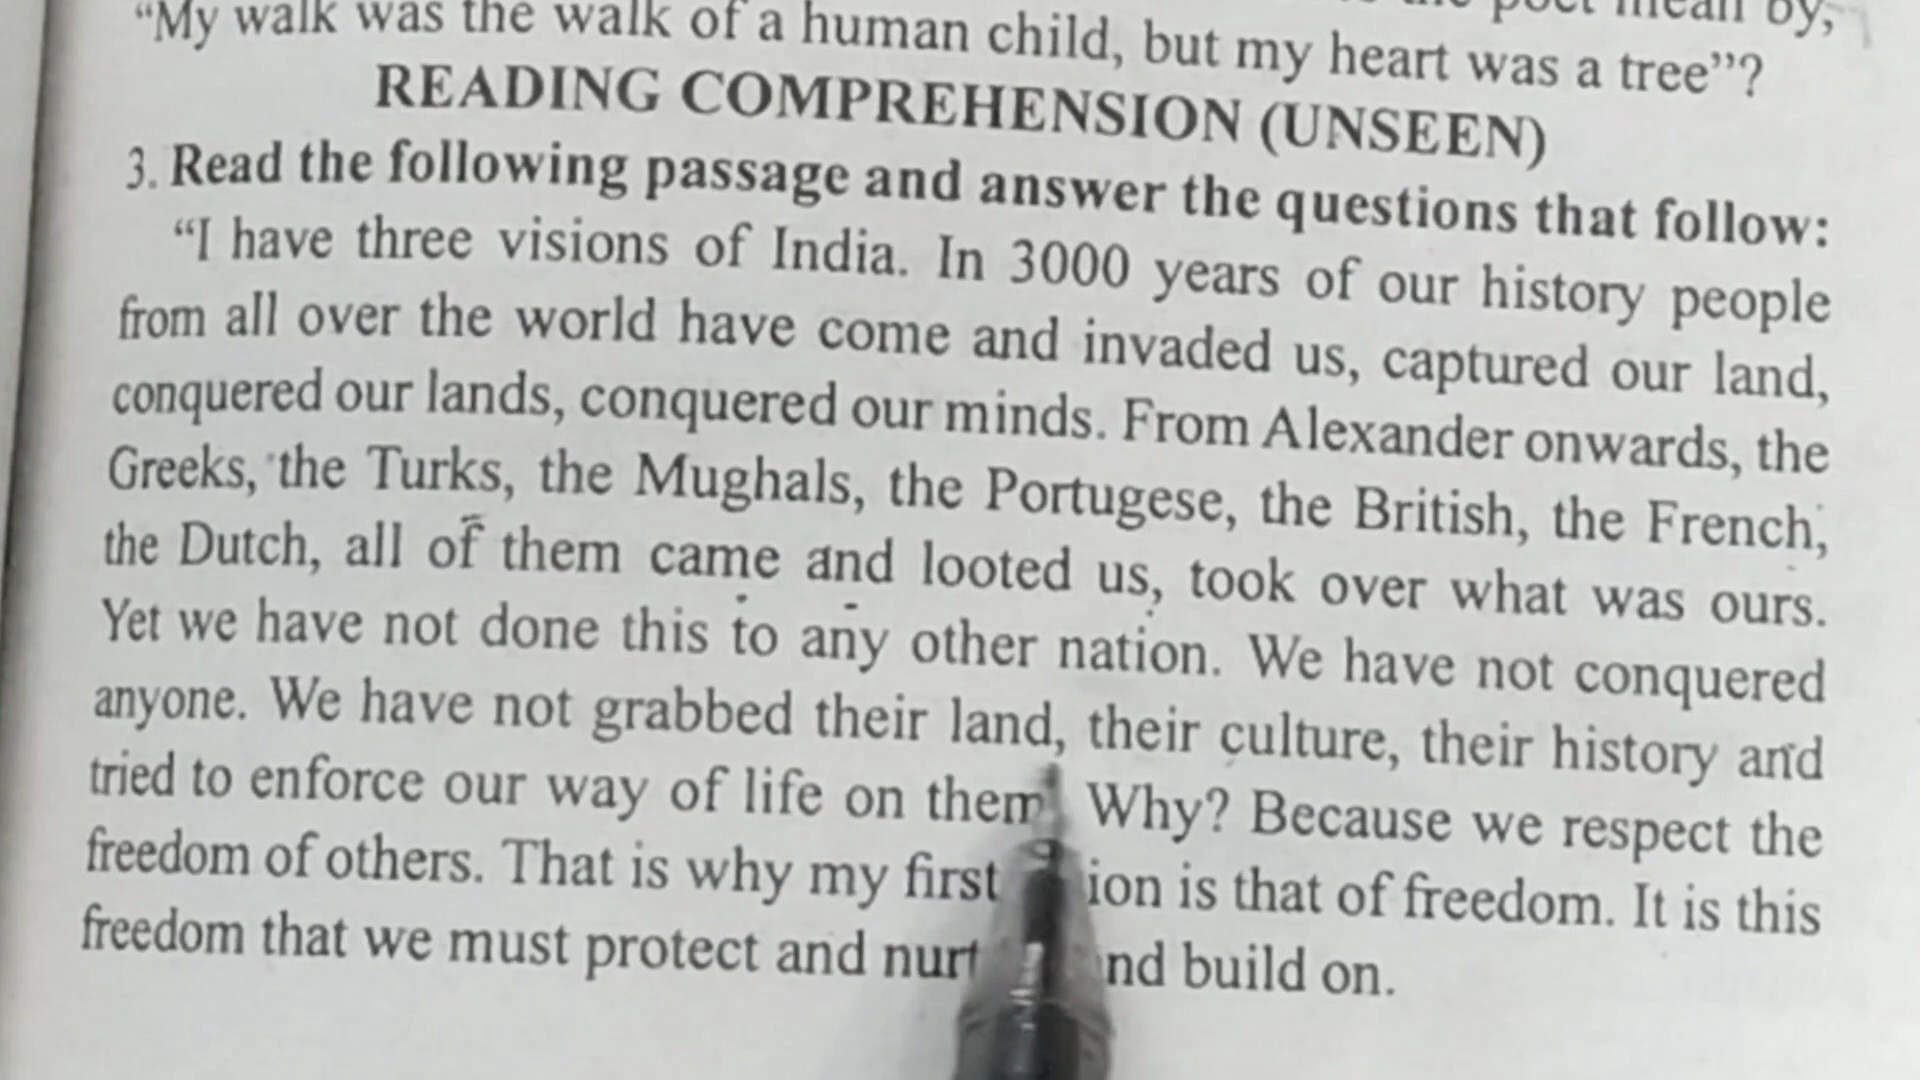 poet mean by,
“My walk was the walk of a human child, but my heart was a tree”?
READING COMPREHENSION (UNSEEN)
3. Read the following passage and answer the questions that follow:
“I have three visions of India. In 3000 years of our history people
from all over the world have come and invaded us, captured our land,
conquered our lands, conquered our minds. From Alexander onwards, the
Greeks, the Turks, the Mughals, the Portugese, the British, the French,
the Dutch, all of them came and looted us, took over what was ours.
Yet we have not done this to any other nation. We have not conquered
anyone. We have not grabbed their land, their culture, their history and
tried to enforce our way of life on them Why? Because we respect the
freedom of others. That is why my first is that of freedom. It is this
freedom that we must protect and build on.